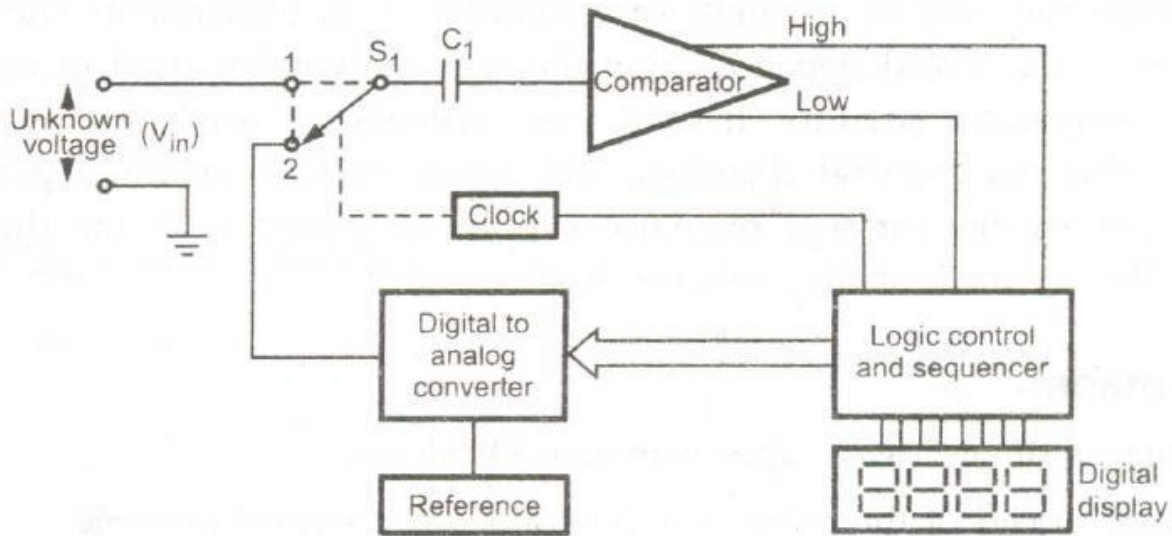 High
S1
C1
1
Comparator
Low
Unknown
voltage
(Vin)
2
Clock
Digital to
analog
converter
Logic control
and sequencer
Reference
Digital
display